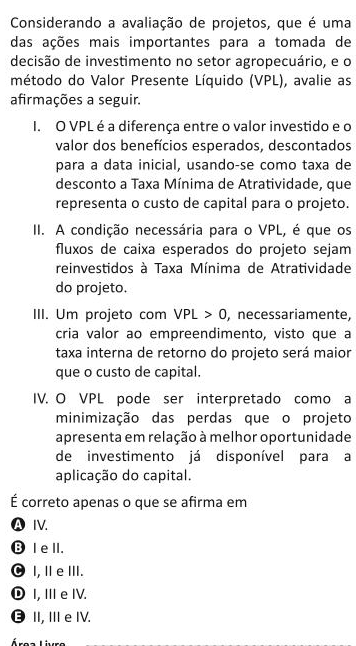 Considerando a avaliação de projetos, que é uma
das ações mais importantes para a tomada de
decisão de investimento no setor agropecuário, e o
método do Valor Presente Líquido (VPL), avalie as
afirmações a seguir.
I. O VPL é a diferença entre o valor investido e o
valor dos benefícios esperados, descontados
para a data inicial, usando-se como taxa de
desconto a Taxa Mínima de Atratividade, que
representa o custo de capital para o projeto.
II. A condição necessária para o VPL, é que os
fluxos de caixa esperados do projeto sejam
reinvestidos à Taxa Mínima de Atratividade
do projeto.
III. Um projeto com VPL > 0, necessariamente,
cria valor ao empreendimento, visto que a
taxa interna de retorno do projeto será maior
que o custo de capital.
IV. O VPL pode ser interpretado como a
minimização das perdas que o projeto
apresenta em relação à melhor oportunidade
de investimento já disponível para a
aplicação do capital.
É correto apenas o que se afirma em
A IV.
B I e II.
C I, II e III.
D I, III e IV.
E II, III e IV.
Área Livre